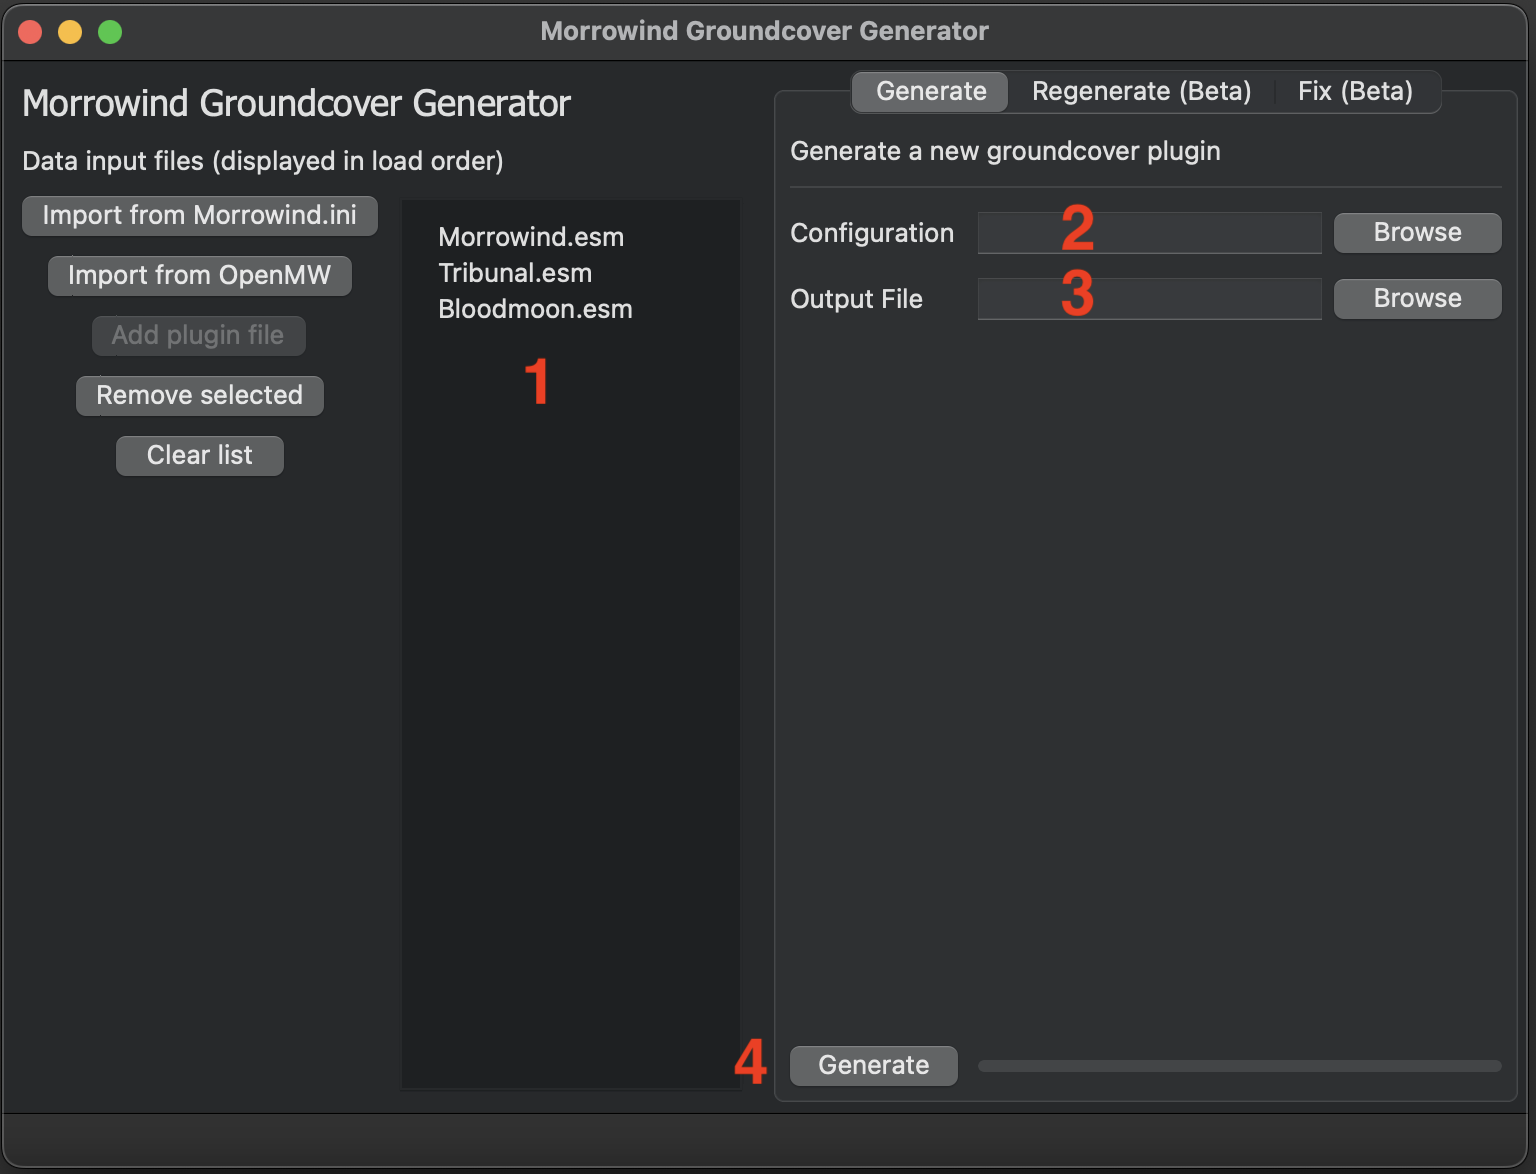 Morrowind Groundcover Generator
Morrowind Groundcover Generator
Data input files (displayed in load order)
Import from Morrowind.ini
Import from OpenMW
Add plugin file
Remove selected
Clear list
Morrowind.esm
Tribunal.esm
Bloodmoon.esm
1
Generate Regenerate (Beta) Fix (Beta)
Generate a new groundcover plugin
Configuration 2 Browse
Output File 3 Browse
4 Generate